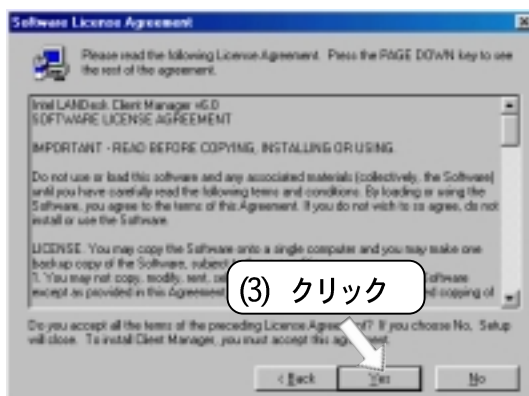 Software License Agreement
Please read the following License Agreement. Press the PAGE DOWN key to see
the rest of the agreement.
Intel LANDesk Client Manager v6.0
SOFTWARE LICENSE AGREEMENT
IMPORTANT - READ BEFORE COPYING, INSTALLING OR USING.
Do not use or load this software and any associated materials (collectively, the Software)
until you have carefully read the following terms and conditions. By loading or using the
Software, you agree to the terms of this Agreement. If you do not wish to so agree, do not
install or use the Software.
LICENSE. You may copy the Software onto a single computer and you may make one
back-up copy of the Software, subject
1. You may not copy, modify, rent, Software
except as provided in this Agreement copying of
(3) クリック
Do you accept all the terms of the preceding License Agreement? If you choose No, Setup
will close. To install Client Manager, you must accept this agreement.
< Back Yes No